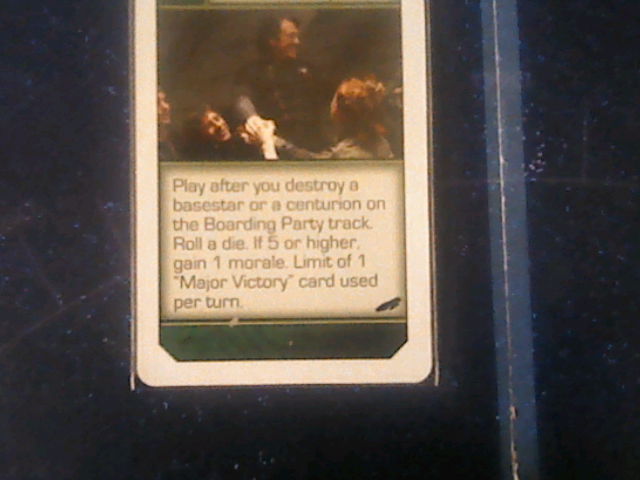 Play after you destroy a
basestar or a centurion on
the Boarding Party track.
Roll a die. If 5 or higher,
gain 1 morale. Limit of 1
"Major Victory" card used
per turn.